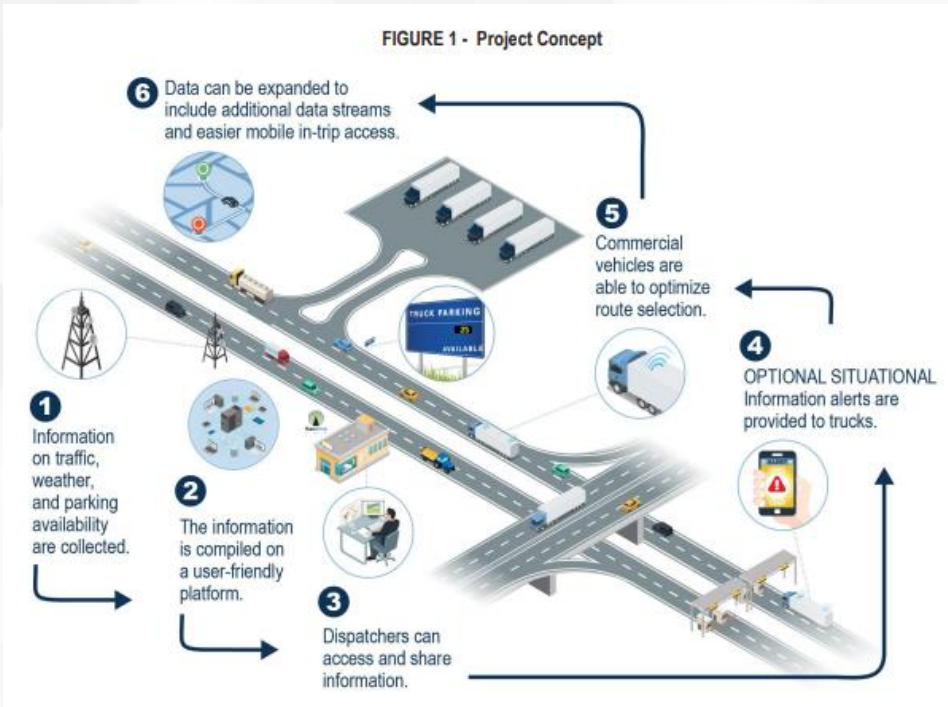 FIGURE 1 - Project Concept
6
Data can be expanded to
include additional data streams
and easier mobile in-trip access.
5
Commercial
vehicles are
able to optimize
route selection.
TRUCK PARKING
25
AVAILABLE
4
OPTIONAL SITUATIONAL
Information alerts are
provided to trucks.
1
Information
on traffic,
weather,
and parking
availability
are collected.
2
The information
is compiled on
a user-friendly
platform.
3
Dispatchers can
access and share
information.